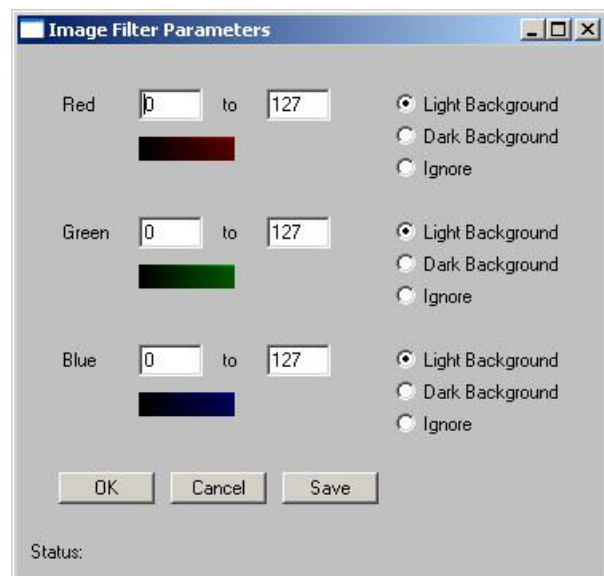 Image Filter Parameters
Red 0 to 127 Light Background
Dark Background
Ignore
Green 0 to 127 Light Background
Dark Background
Ignore
Blue 0 to 127 Light Background
Dark Background
Ignore
OK Cancel Save
Status: